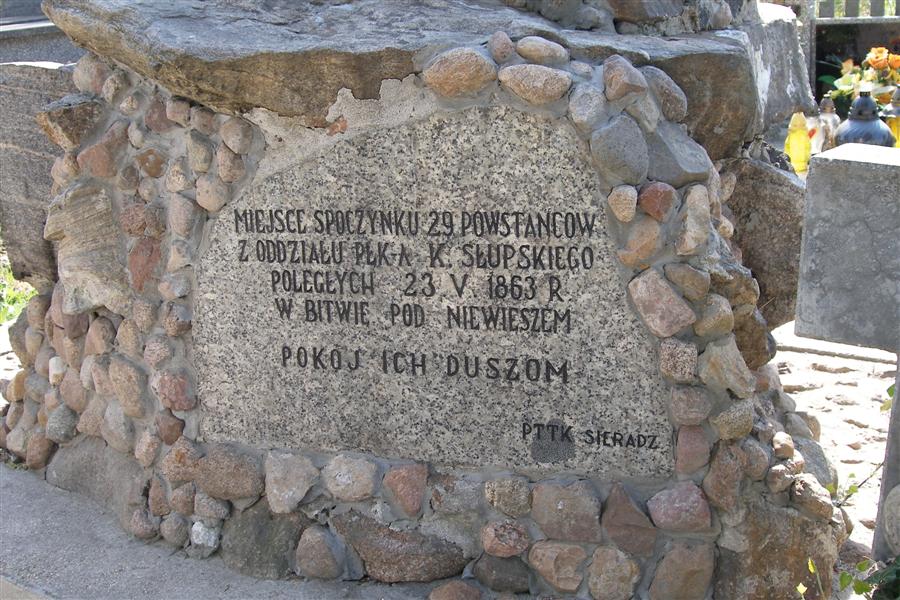 MIEJSCE SPOCZYNKU 29 POWSTAŃCÓW
Z ODDZIAŁU PŁK-A K. SŁUPSKIEGO
POLEGŁYCH 23 V 1863 R
W BITWIE POD NIEWIESZEM
POKÓJ ICH DUSZOM
PTTK SIERADZ